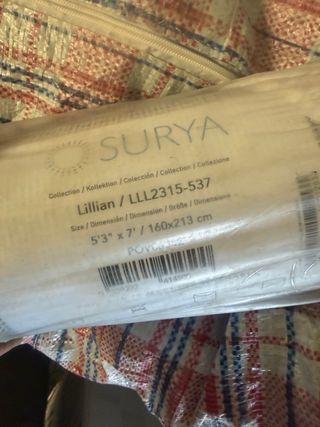 SURYA
Collection / Kollektion / Colección / Collection / Collezione
Lillian / LLL2315-537
Size / Dimensión / Dimension / Größe / Dimensione
5'3" x 7' / 160x213 cm